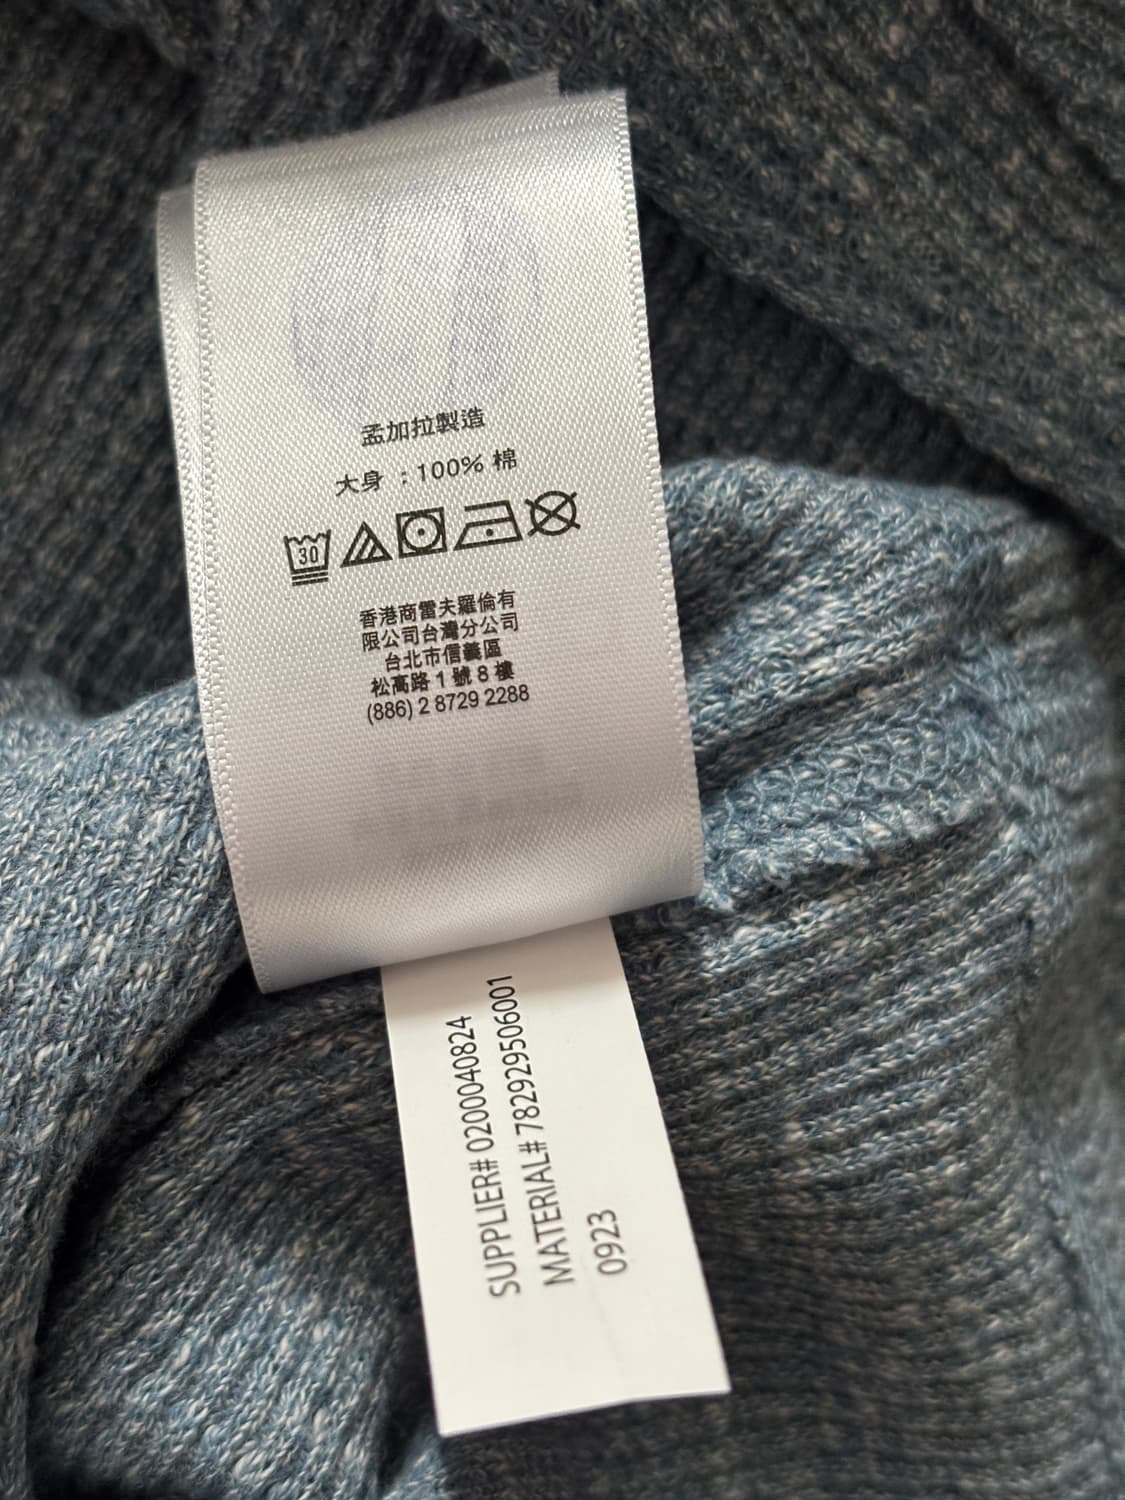 孟加拉製造
大身 : 100% 棉
30
香港商雷夫羅倫有
限公司台灣分公司
台北市信義區
松高路 1 號 8 樓
(886) 2 8729 2288
SUPPLIER# 0200040824
MATERIAL# 782929506001
0923